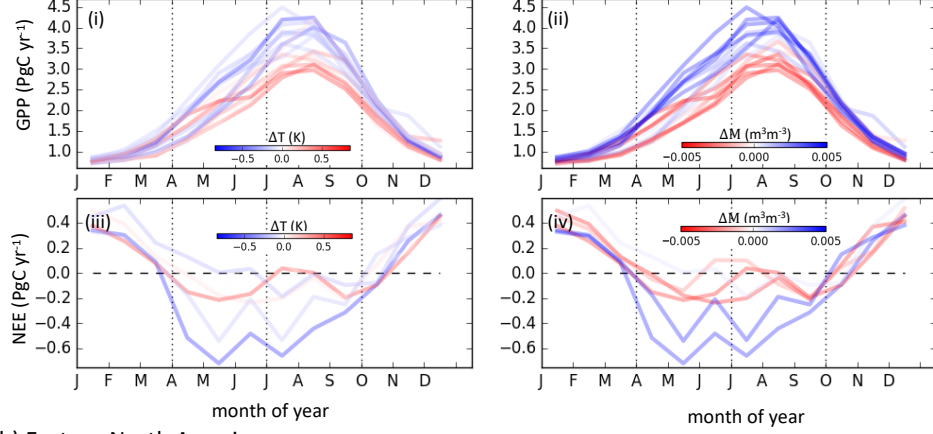 (i)
4.5
4.0
3.5
3.0
2.5
2.0
1.5
1.0
GPP (PgC yr⁻¹)
ΔT (K)
−0.5 0.0 0.5
J F M A M J J A S O N D
(ii)
4.5
4.0
3.5
3.0
2.5
2.0
1.5
1.0
ΔM (m³m⁻³)
−0.005 0.000 0.005
J F M A M J J A S O N D
(iii)
0.4
0.2
0.0
−0.2
−0.4
−0.6
NEE (PgC yr⁻¹)
ΔT (K)
−0.5 0.0 0.5
J F M A M J J A S O N D
month of year
(iv)
0.4
0.2
0.0
−0.2
−0.4
−0.6
ΔM (m³m⁻³)
−0.005 0.000 0.005
J F M A M J J A S O N D
month of year